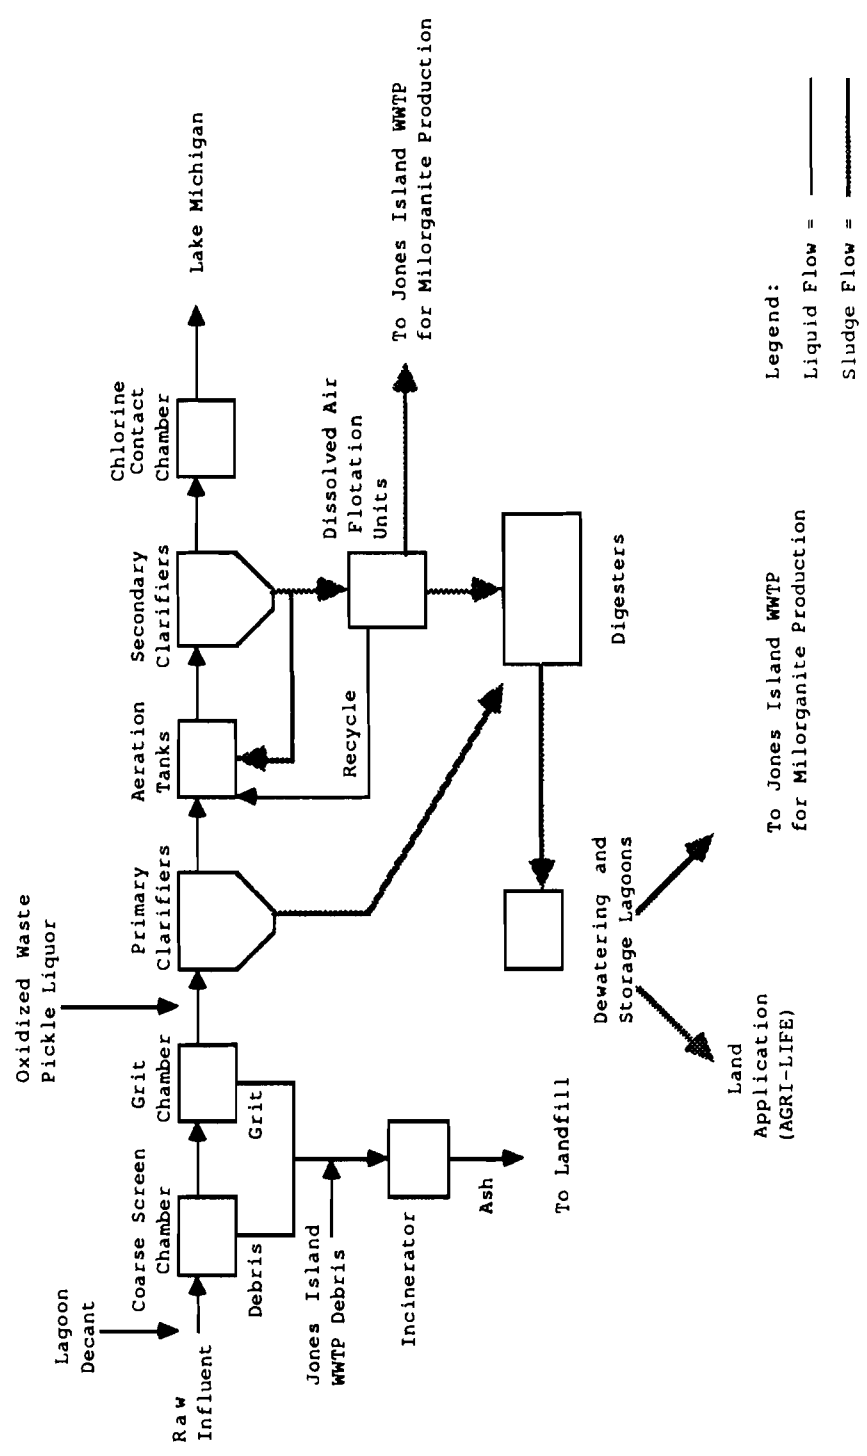 Lagoon
Decant
Raw
Influent
Coarse Screen
Chamber
Debris
Grit
Chamber
Grit
Jones Island
WWTP Debris
Incinerator
Ash
To Landfill
Oxidized Waste
Pickle Liquor
Primary
Clarifiers
Aeration
Tanks
Recycle
Secondary
Clarifiers
Chlorine
Contact
Chamber
Lake Michigan
Dissolved Air
Flotation
Units
To Jones Island WWTP
for Milorganite Production
Digesters
Dewatering and
Storage Lagoons
Land
Application
(AGRI-LIFE)
To Jones Island WWTP
for Milorganite Production
Legend:
Liquid Flow =
Sludge Flow =